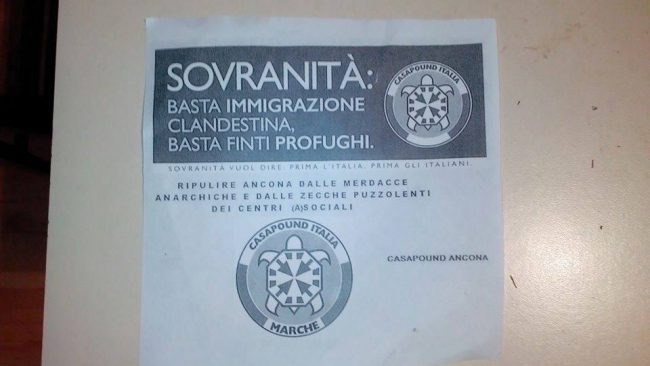 SOVRANITÀ:
BASTA IMMIGRAZIONE
CLANDESTINA,
BASTA FINTI PROFUGHI.
CASAPOUND ITALIA
SOVRANITÀ VUOL DIRE: PRIMA L'ITALIA, PRIMA GLI ITALIANI.
RIPULIRE ANCONA DALLE MERDACCE
ANARCHICHE E DALLE ZECCHE PUZZOLENTI
DEI CENTRI (A)SOCIALI
CASAPOUND ITALIA
MARCHE
CASAPOUND ANCONA